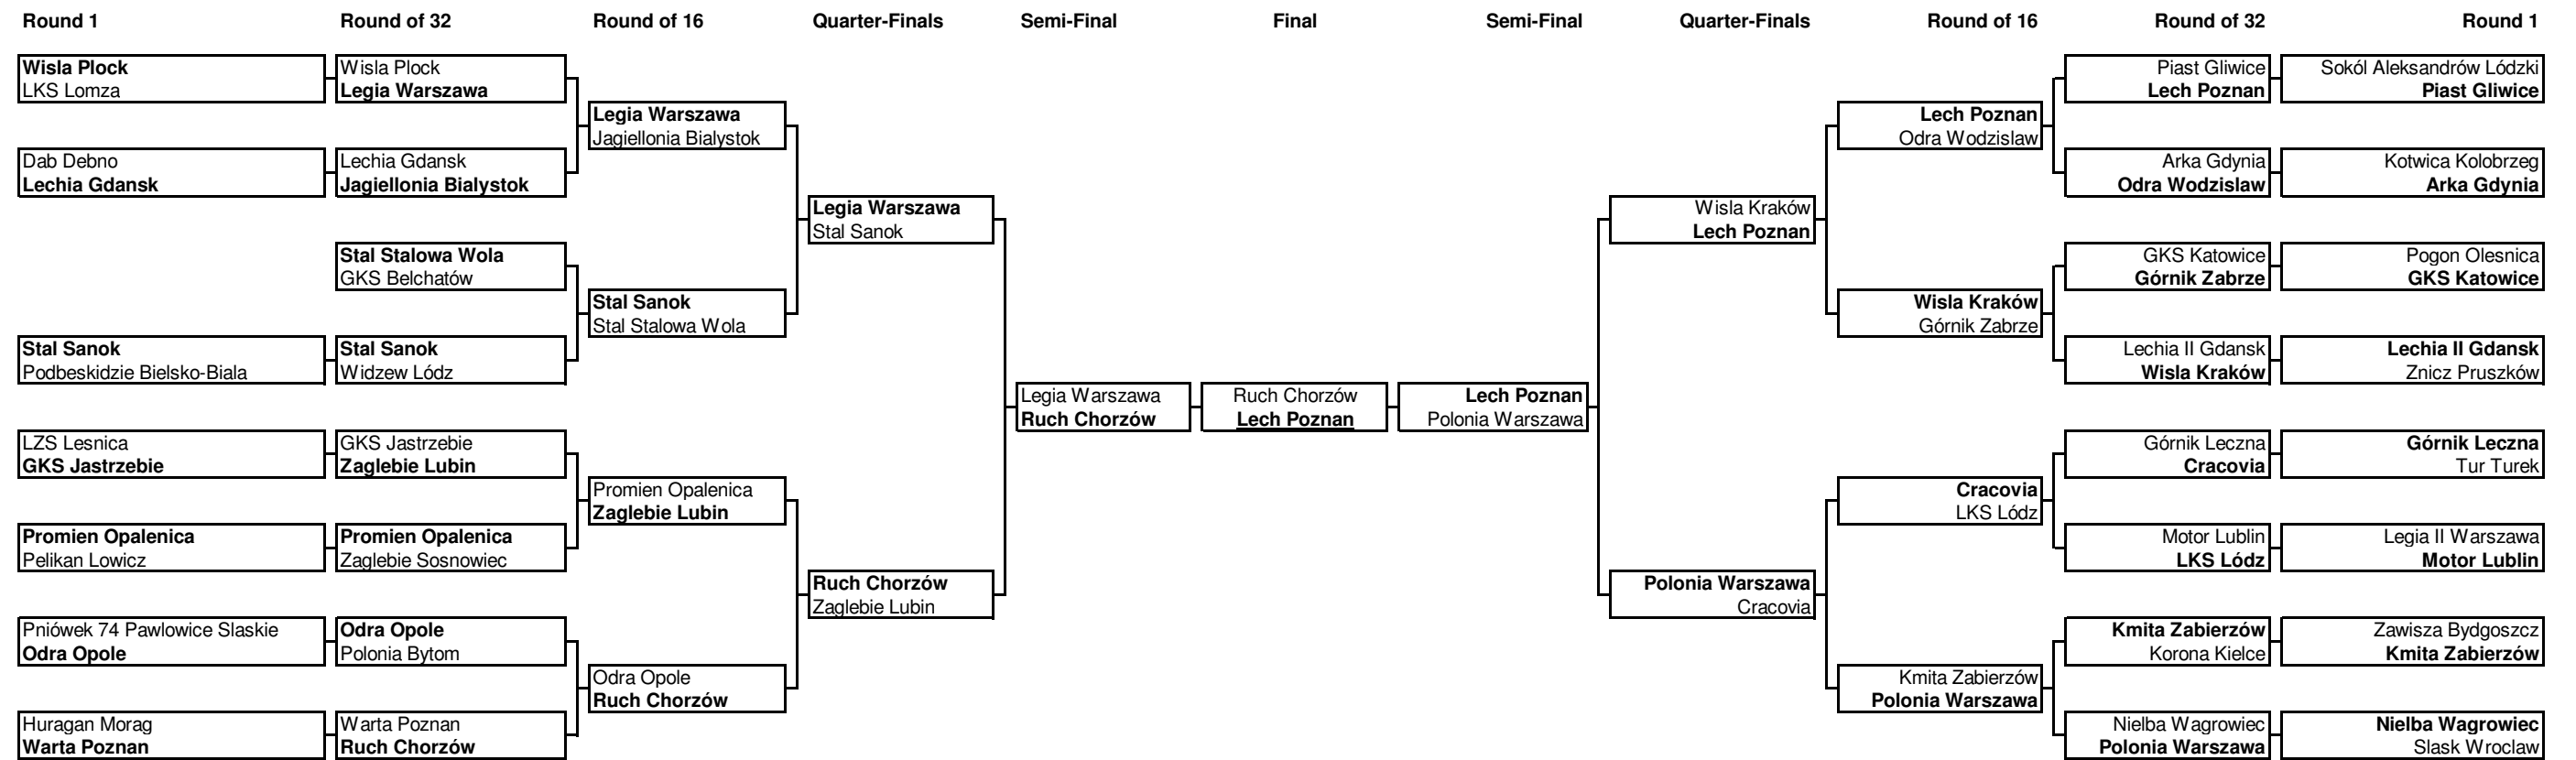 Round 1
Round of 32
Round of 16
Quarter-Finals
Semi-Final
Final
Semi-Final
Quarter-Finals
Round of 16
Round of 32
Round 1
Wisla Plock
LKS Lomza
Dab Debno
Lechia Gdansk
Stal Sanok
Podbeskidzie Bielsko-Biala
LZS Lesnica
GKS Jastrzebie
Promien Opalenica
Pelikan Lowicz
Pniówek 74 Pawlowice Slaskie
Odra Opole
Huragan Morag
Warta Poznan
Wisla Plock
Legia Warszawa
Lechia Gdansk
Jagiellonia Bialystok
Stal Stalowa Wola
GKS Belchatów
Stal Sanok
Widzew Lódz
GKS Jastrzebie
Zaglebie Lubin
Promien Opalenica
Zaglebie Sosnowiec
Odra Opole
Polonia Bytom
Warta Poznan
Ruch Chorzów
Legia Warszawa
Jagiellonia Bialystok
Stal Sanok
Stal Stalowa Wola
Promien Opalenica
Zaglebie Lubin
Odra Opole
Ruch Chorzów
Legia Warszawa
Stal Sanok
Ruch Chorzów
Zaglebie Lubin
Legia Warszawa
Ruch Chorzów
Ruch Chorzów
Lech Poznan
Lech Poznan
Polonia Warszawa
Wisla Kraków
Lech Poznan
Polonia Warszawa
Cracovia
Lech Poznan
Odra Wodzislaw
Wisla Kraków
Górnik Zabrze
Cracovia
LKS Lódz
Kmita Zabierzów
Polonia Warszawa
Piast Gliwice
Lech Poznan
Arka Gdynia
Odra Wodzislaw
GKS Katowice
Górnik Zabrze
Lechia II Gdansk
Wisla Kraków
Górnik Leczna
Cracovia
Motor Lublin
LKS Lódz
Kmita Zabierzów
Korona Kielce
Nielba Wagrowiec
Polonia Warszawa
Sokól Aleksandrów Lódzki
Piast Gliwice
Kotwica Kolobrzeg
Arka Gdynia
Pogon Olesnica
GKS Katowice
Lechia II Gdansk
Znicz Pruszków
Górnik Leczna
Tur Turek
Legia II Warszawa
Motor Lublin
Zawisza Bydgoszcz
Kmita Zabierzów
Nielba Wagrowiec
Slask Wroclaw